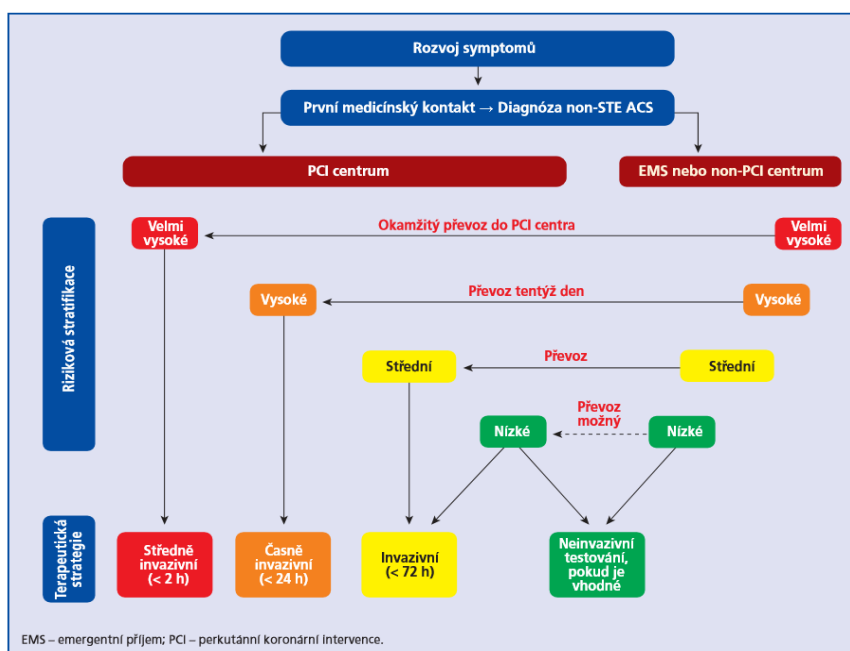 Rozvoj symptomů
První medicínský kontakt → Diagnóza non-STE ACS
PCI centrum
EMS nebo non-PCI centrum
Riziková stratifikace
Velmi
vysoké
Okamžitý převoz do PCI centra
Velmi
vysoké
Vysoké
Převoz tentýž den
Vysoké
Střední
Převoz
Střední
Nízké
Převoz
možný
Nízké
Terapeutická
strategie
Středně
invazivní
(< 2 h)
Časně
invazivní
(< 24 h)
Invazivní
(< 72 h)
Neinvazivní
testování,
pokud je
vhodné
EMS – emergentní příjem; PCI – perkutánní koronární intervence.